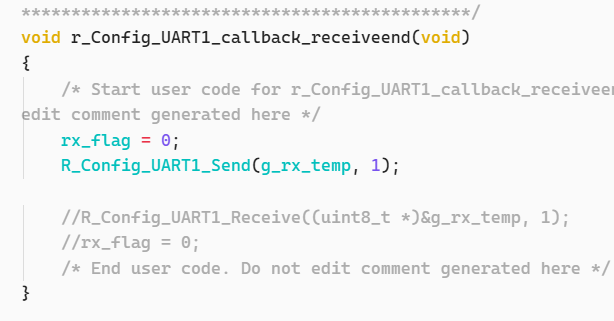 *********************************************/
void r_Config_UART1_callback_receiveend(void)
{
/* Start user code for r_Config_UART1_callback_receiveen
edit comment generated here */
rx_flag = 0;
R_Config_UART1_Send(g_rx_temp, 1);
//R_Config_UART1_Receive((uint8_t *)&g_rx_temp, 1);
//rx_flag = 0;
/* End user code. Do not edit comment generated here */
}